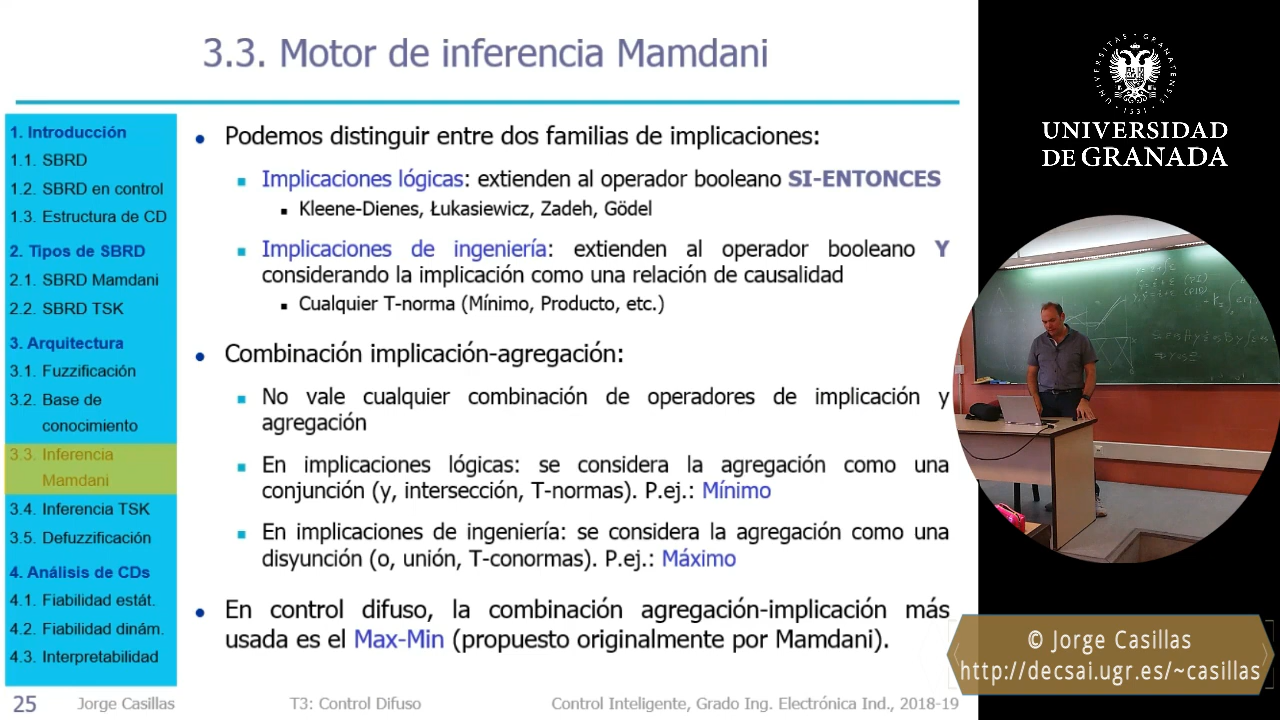 3.3. Motor de inferencia Mamdani
1. Introducción
1.1. SBRD
1.2. SBRD en control
1.3. Estructura de CD
2. Tipos de SBRD
2.1. SBRD Mamdani
2.2. SBRD TSK
3. Arquitectura
3.1. Fuzzificación
3.2. Base de
conocimiento
3.3. Inferencia
Mamdani
3.4. Inferencia TSK
3.5. Defuzzificación
4. Análisis de CDs
4.1. Fiabilidad estát.
4.2. Fiabilidad dinám.
4.3. Interpretabilidad
• Podemos distinguir entre dos familias de implicaciones:
▪ Implicaciones lógicas: extienden al operador booleano SI-ENTONCES
▪ Kleene-Dienes, Łukasiewicz, Zadeh, Gödel
▪ Implicaciones de ingeniería: extienden al operador booleano Y
considerando la implicación como una relación de causalidad
▪ Cualquier T-norma (Mínimo, Producto, etc.)
• Combinación implicación-agregación:
▪ No vale cualquier combinación de operadores de implicación y
agregación
▪ En implicaciones lógicas: se considera la agregación como una
conjunción (y, intersección, T-normas). P.ej.: Mínimo
▪ En implicaciones de ingeniería: se considera la agregación como una
disyunción (o, unión, T-conormas). P.ej.: Máximo
• En control difuso, la combinación agregación-implicación más
usada es el Max-Min (propuesto originalmente por Mamdani).
25 Jorge Casillas T3: Control Difuso Control Inteligente, Grado Ing. Electrónica Ind., 2018-19
UNIVERSIDAD
DE GRANADA
© Jorge Casillas
http://decsai.ugr.es/~casillas